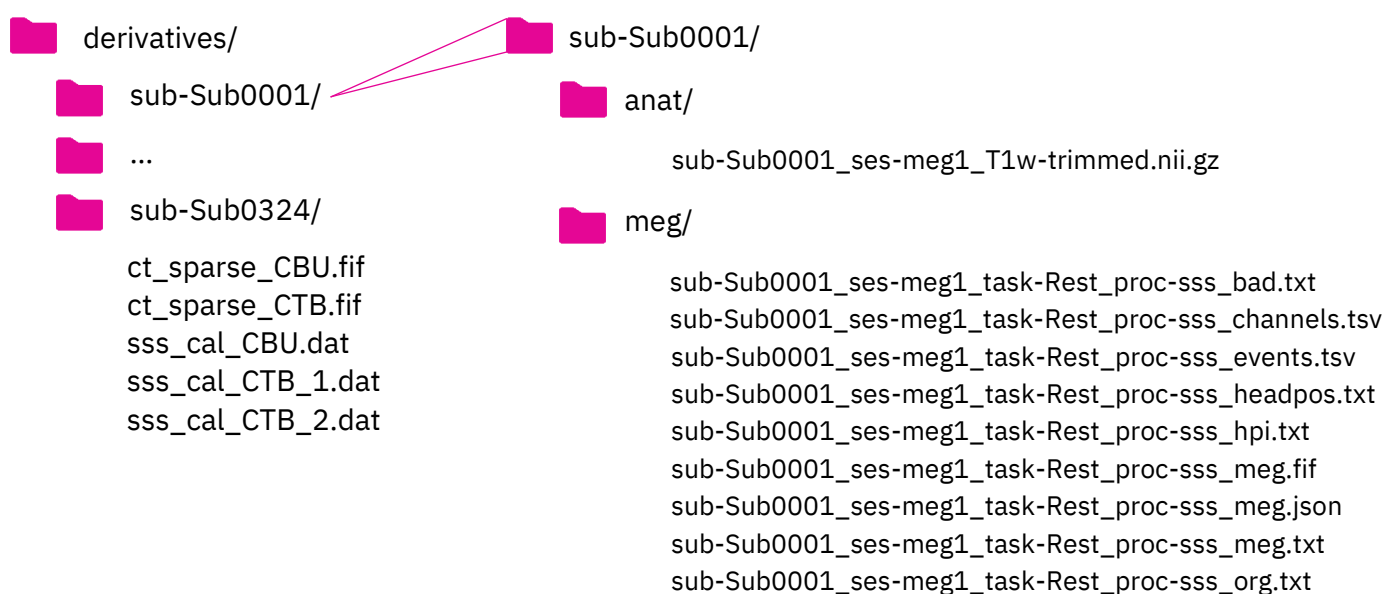 derivatives/
sub-Sub0001/
...
sub-Sub0324/
ct_sparse_CBU.fif
ct_sparse_CTB.fif
sss_cal_CBU.dat
sss_cal_CTB_1.dat
sss_cal_CTB_2.dat
sub-Sub0001/
anat/
sub-Sub0001_ses-meg1_T1w-trimmed.nii.gz
meg/
sub-Sub0001_ses-meg1_task-Rest_proc-sss_bad.txt
sub-Sub0001_ses-meg1_task-Rest_proc-sss_channels.tsv
sub-Sub0001_ses-meg1_task-Rest_proc-sss_events.tsv
sub-Sub0001_ses-meg1_task-Rest_proc-sss_headpos.txt
sub-Sub0001_ses-meg1_task-Rest_proc-sss_hpi.txt
sub-Sub0001_ses-meg1_task-Rest_proc-sss_meg.fif
sub-Sub0001_ses-meg1_task-Rest_proc-sss_meg.json
sub-Sub0001_ses-meg1_task-Rest_proc-sss_meg.txt
sub-Sub0001_ses-meg1_task-Rest_proc-sss_org.txt